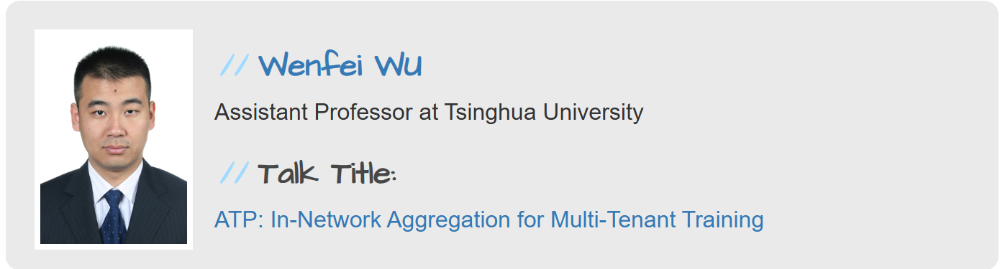 // Wenfei Wu
Assistant Professor at Tsinghua University
// Talk Title:
ATP: In-Network Aggregation for Multi-Tenant Training